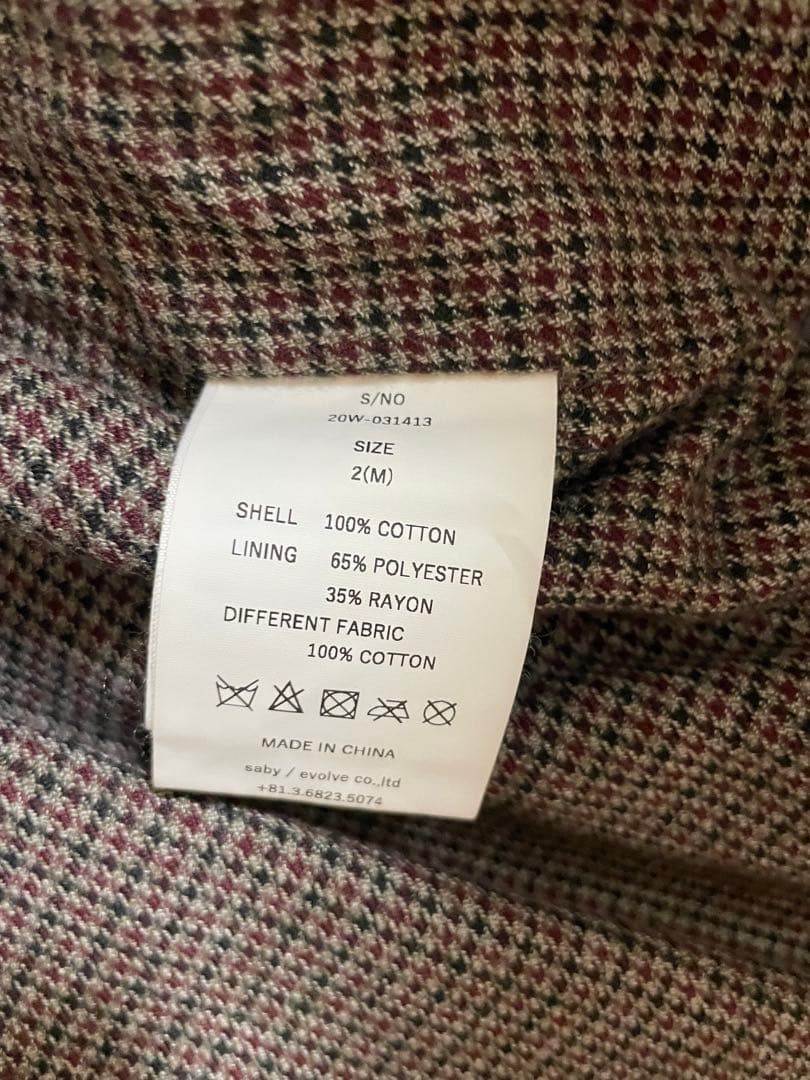 S/NO
20W-031413
SIZE
2(M)
SHELL 100% COTTON
LINING 65% POLYESTER
35% RAYON
DIFFERENT FABRIC
100% COTTON
MADE IN CHINA
saby / evolve co.,ltd
+81.3.6823.5074